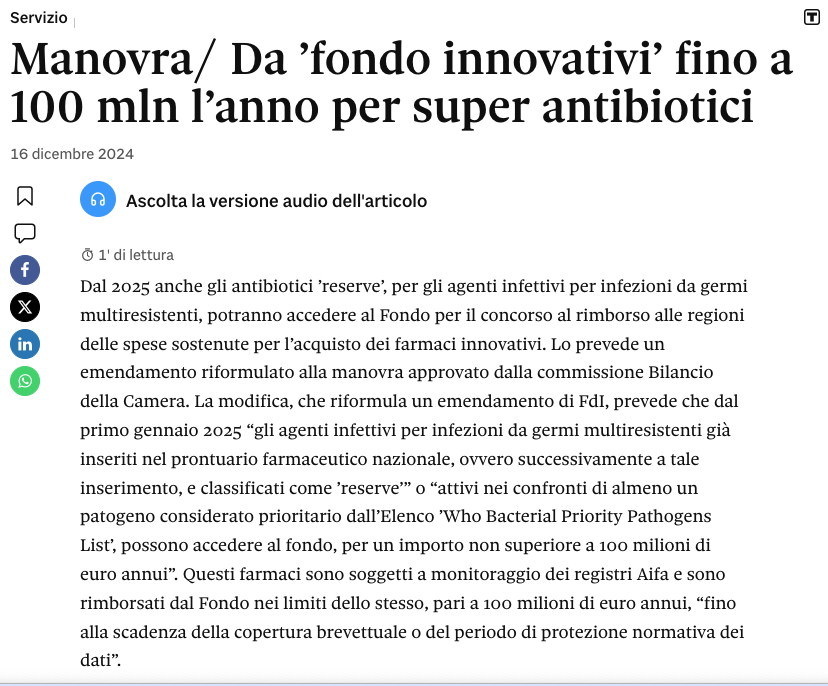 Servizio
Manovra/ Da ’fondo innovativi’ fino a
100 mln l’anno per super antibiotici
16 dicembre 2024
Ascolta la versione audio dell'articolo
1' di lettura
Dal 2025 anche gli antibiotici ’reserve’, per gli agenti infettivi per infezioni da germi
multiresistenti, potranno accedere al Fondo per il concorso al rimborso alle regioni
delle spese sostenute per l’acquisto dei farmaci innovativi. Lo prevede un
emendamento riformulato alla manovra approvato dalla commissione Bilancio
della Camera. La modifica, che riformula un emendamento di FdI, prevede che dal
primo gennaio 2025 “gli agenti infettivi per infezioni da germi multiresistenti già
inseriti nel prontuario farmaceutico nazionale, ovvero successivamente a tale
inserimento, e classificati come ’reserve’” o “attivi nei confronti di almeno un
patogeno considerato prioritario dall’Elenco ’Who Bacterial Priority Pathogens
List’, possono accedere al fondo, per un importo non superiore a 100 milioni di
euro annui”. Questi farmaci sono soggetti a monitoraggio dei registri Aifa e sono
rimborsati dal Fondo nei limiti dello stesso, pari a 100 milioni di euro annui, “fino
alla scadenza della copertura brevettuale o del periodo di protezione normativa dei
dati”.